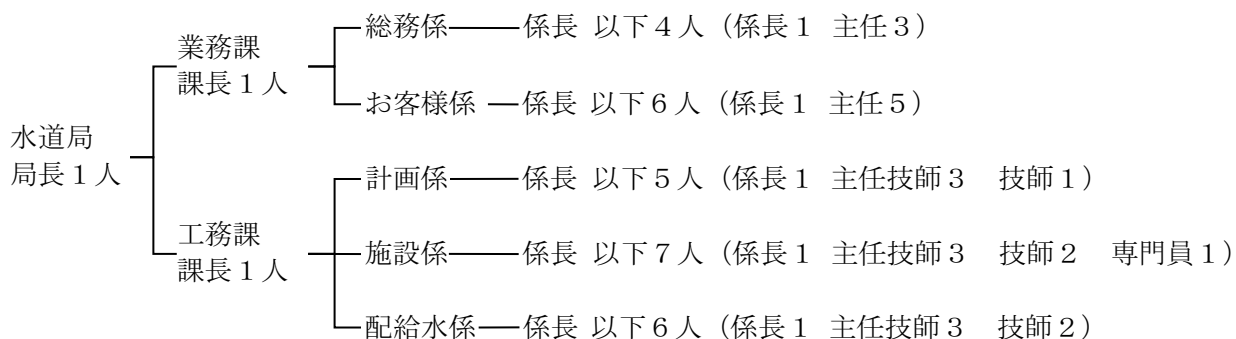 水道局
局長1人
業務課
課長1人
総務係 係長 以下4人(係長1 主任3)
お客様係 係長 以下6人(係長1 主任5)
工務課
課長1人
計画係 係長 以下5人(係長1 主任技師3 技師1)
施設係 係長 以下7人(係長1 主任技師3 技師2 専門員1)
配給水係 係長 以下6人(係長1 主任技師3 技師2)